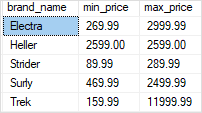 brand_name min_price max_price
Electra 269.99 2999.99
Heller 2599.00 2599.00
Strider 89.99 289.99
Surly 469.99 2499.99
Trek 159.99 11999.99